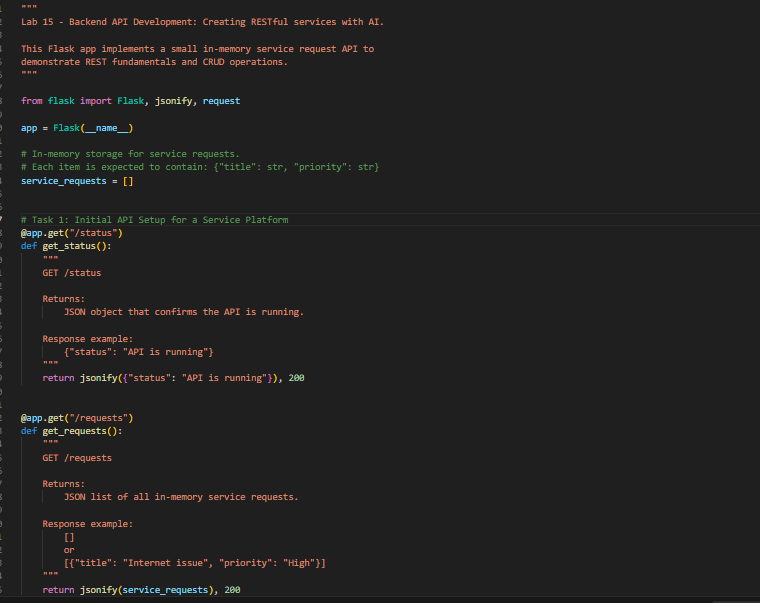 """
Lab 15 - Backend API Development: Creating RESTful services with AI.
This Flask app implements a small in-memory service request API to
demonstrate REST fundamentals and CRUD operations.
"""
from flask import Flask, jsonify, request
app = Flask(__name__)
# In-memory storage for service requests.
# Each item is expected to contain: {"title": str, "priority": str}
service_requests = []
# Task 1: Initial API Setup for a Service Platform
@app.get("/status")
def get_status():
"""
GET /status
Returns:
JSON object that confirms the API is running.
Response example:
{"status": "API is running"}
"""
return jsonify({"status": "API is running"}), 200
@app.get("/requests")
def get_requests():
"""
GET /requests
Returns:
JSON list of all in-memory service requests.
Response example:
[]
or
[{"title": "Internet issue", "priority": "High"}]
"""
return jsonify(service_requests), 200